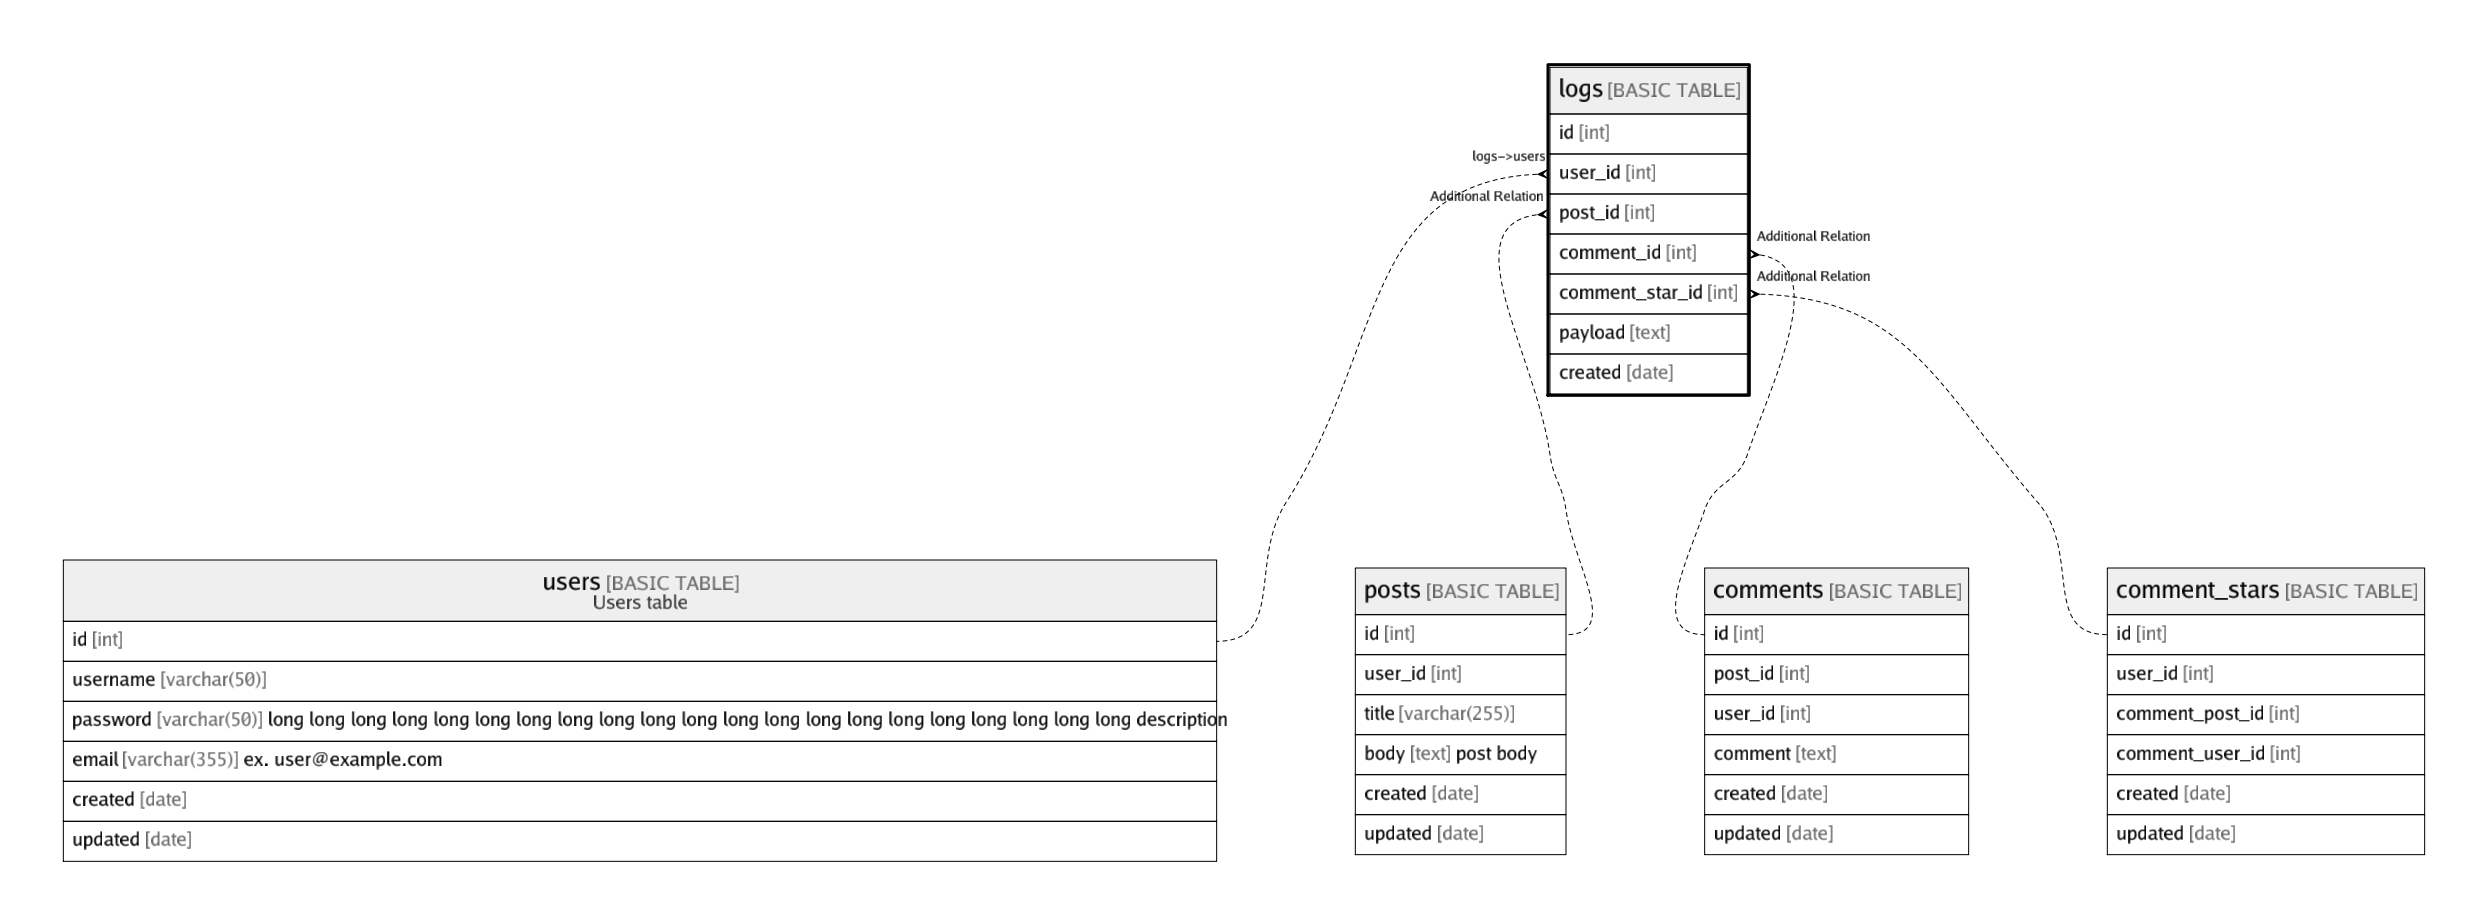 logs [BASIC TABLE]
id [int]
logs->users
user_id [int]
Additional Relation
post_id [int]
Additional Relation
comment_id [int]
Additional Relation
comment_star_id [int]
payload [text]
created [date]
users [BASIC TABLE]
Users table
id [int]
username [varchar(50)]
password [varchar(50)] long long long long long long long long long long long long long long long long long long long long long description
email [varchar(355)] ex. user@example.com
created [date]
updated [date]
posts [BASIC TABLE]
id [int]
user_id [int]
title [varchar(255)]
body [text] post body
created [date]
updated [date]
comments [BASIC TABLE]
id [int]
post_id [int]
user_id [int]
comment [text]
created [date]
updated [date]
comment_stars [BASIC TABLE]
id [int]
user_id [int]
comment_post_id [int]
comment_user_id [int]
created [date]
updated [date]